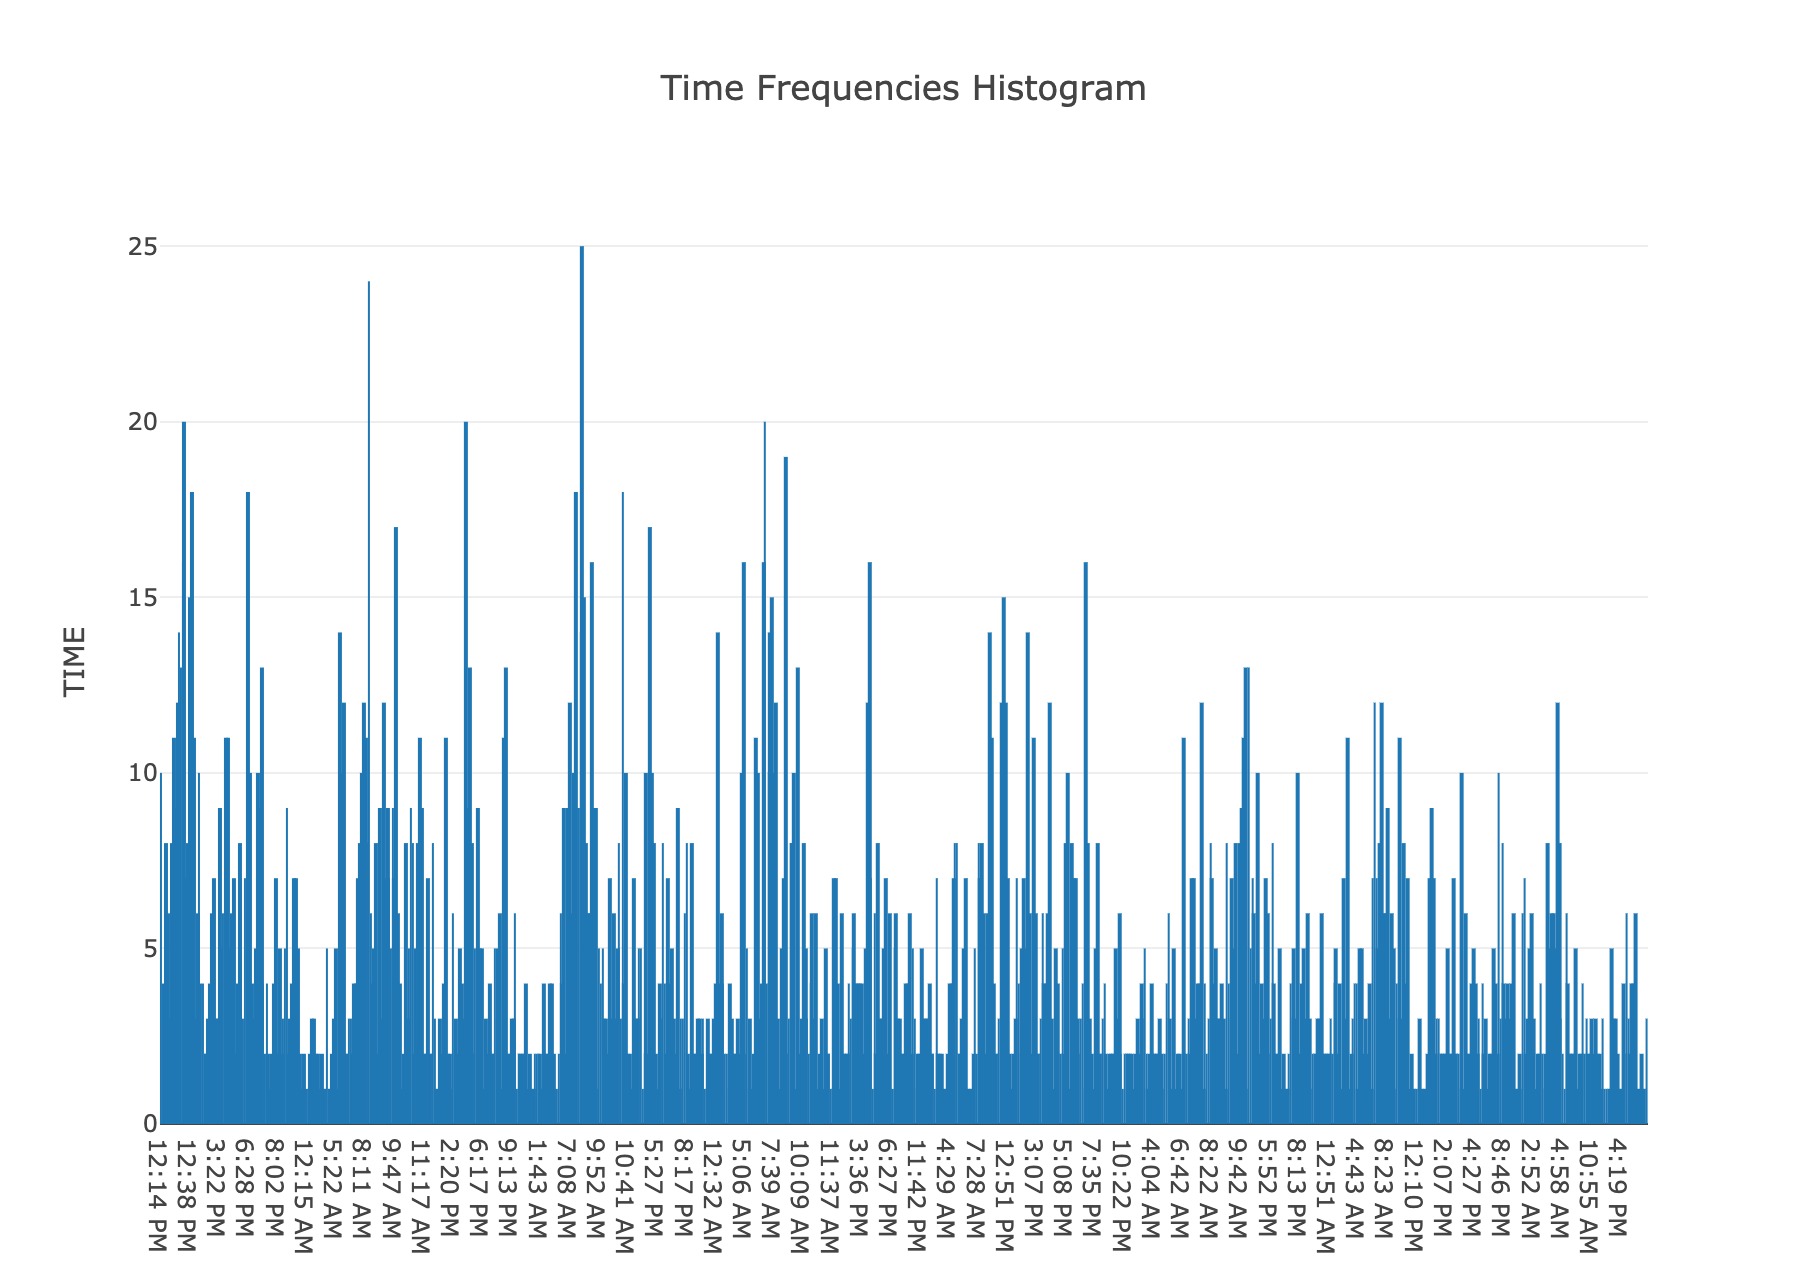 Time Frequencies Histogram
TIME
25
20
15
10
5
0
12:14 PM
12:38 PM
3:22 PM
6:28 PM
8:02 PM
12:15 AM
5:22 AM
8:11 AM
9:47 AM
11:17 AM
2:20 PM
6:17 PM
9:13 PM
1:43 AM
7:08 AM
9:52 AM
10:41 AM
5:27 PM
8:17 PM
12:32 AM
5:06 AM
7:39 AM
10:09 AM
11:37 AM
3:36 PM
6:27 PM
11:42 PM
4:29 AM
7:28 AM
12:51 PM
3:07 PM
5:08 PM
7:35 PM
10:22 PM
4:04 AM
6:42 AM
8:22 AM
9:42 AM
5:52 PM
8:13 PM
12:51 AM
4:43 AM
8:23 AM
12:10 PM
2:07 PM
4:27 PM
8:46 PM
2:52 AM
4:58 AM
10:55 AM
4:19 PM